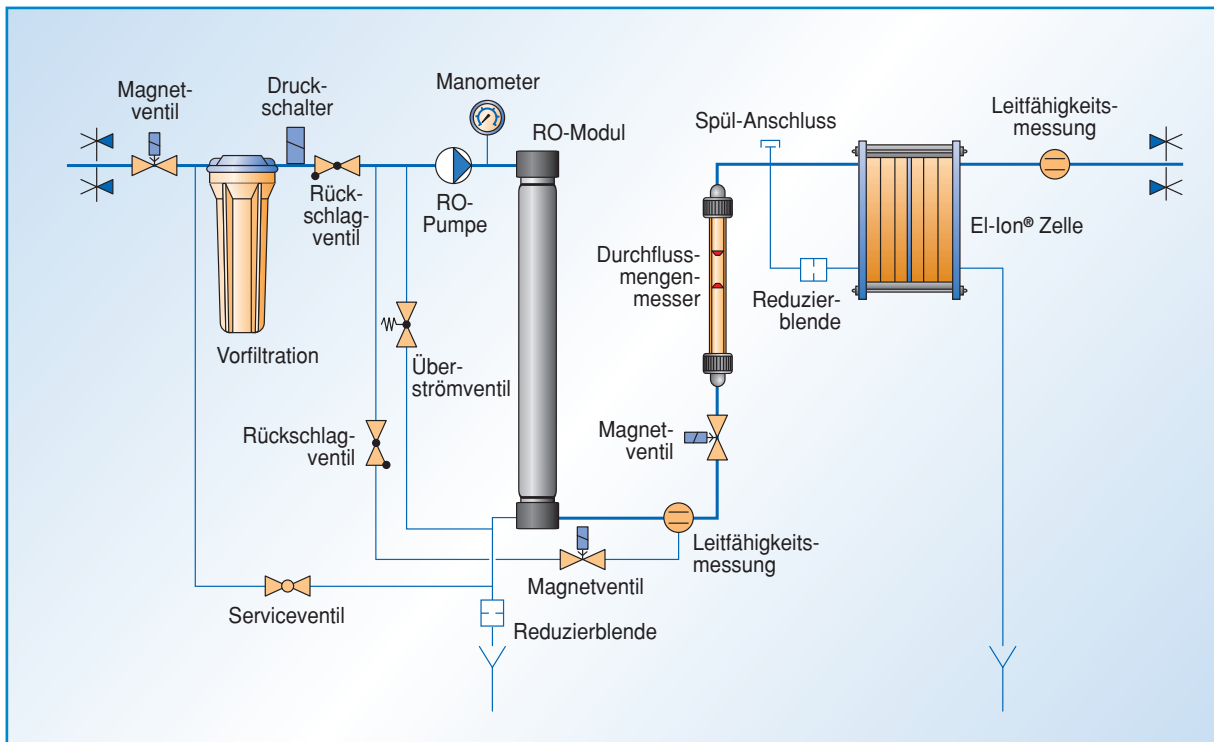 Magnet-
ventil
Druck-
schalter
Manometer
RO-Modul
Spül-Anschluss
Leitfähigkeits-
messung
Rück-
schlag-
ventil
RO-
Pumpe
El-Ion® Zelle
Durchfluss-
mengen-
messer
Reduzier-
blende
Vorfiltration
Über-
strömventil
Rückschlag-
ventil
Magnet-
ventil
Leitfähigkeits-
messung
Magnetventil
Serviceventil
Reduzierblende